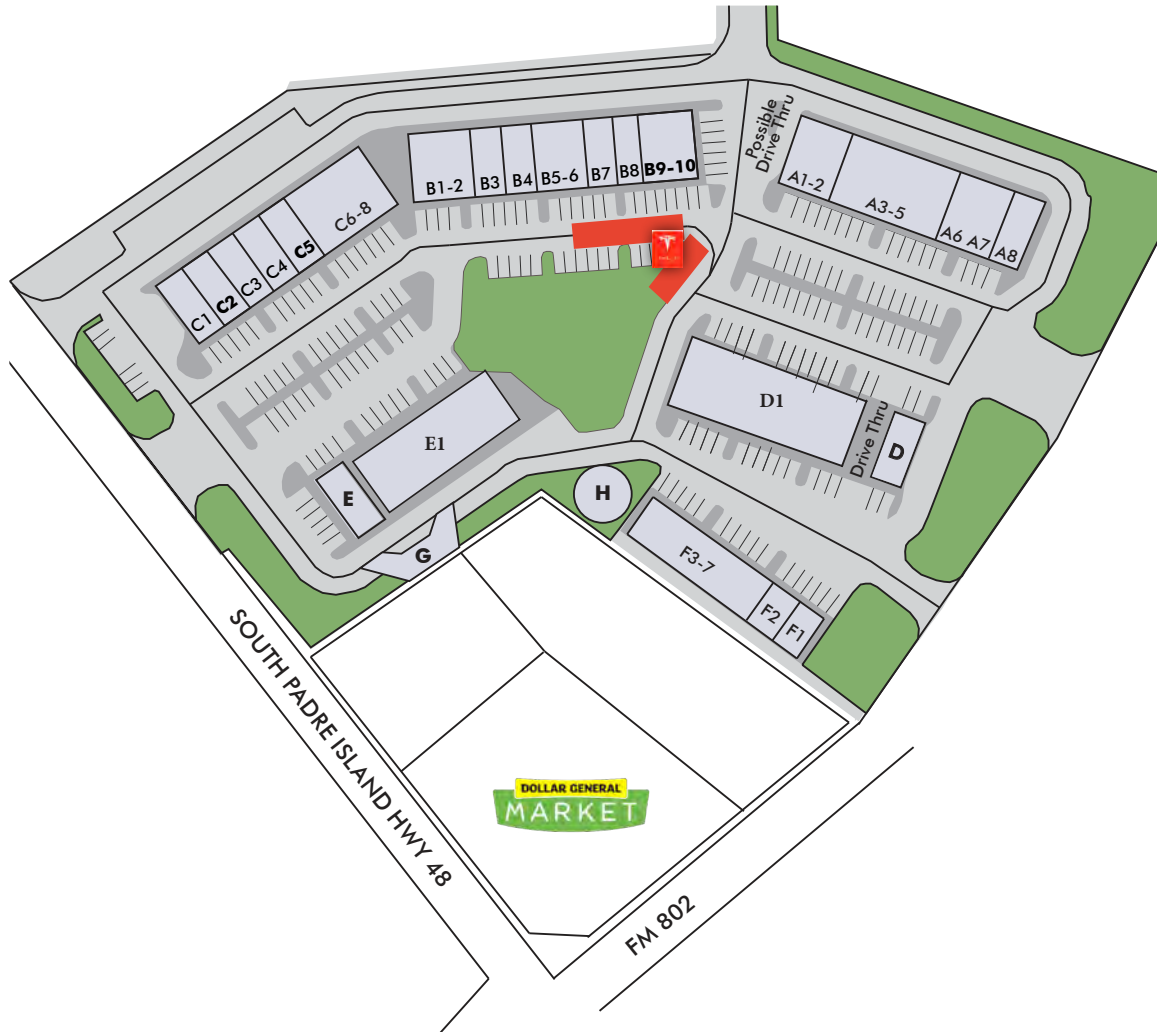 Possible
Drive Thru
A1-2
A3-5
A6
A7
A8
B1-2
B3
B4
B5-6
B7
B8
B9-10
C6-8
C5
C4
C3
C2
C1
D1
Drive Thru
D
E1
E
G
H
F3-7
F2
F1
SOUTH PADRE ISLAND HWY 48
DOLLAR GENERAL
MARKET
FM 802